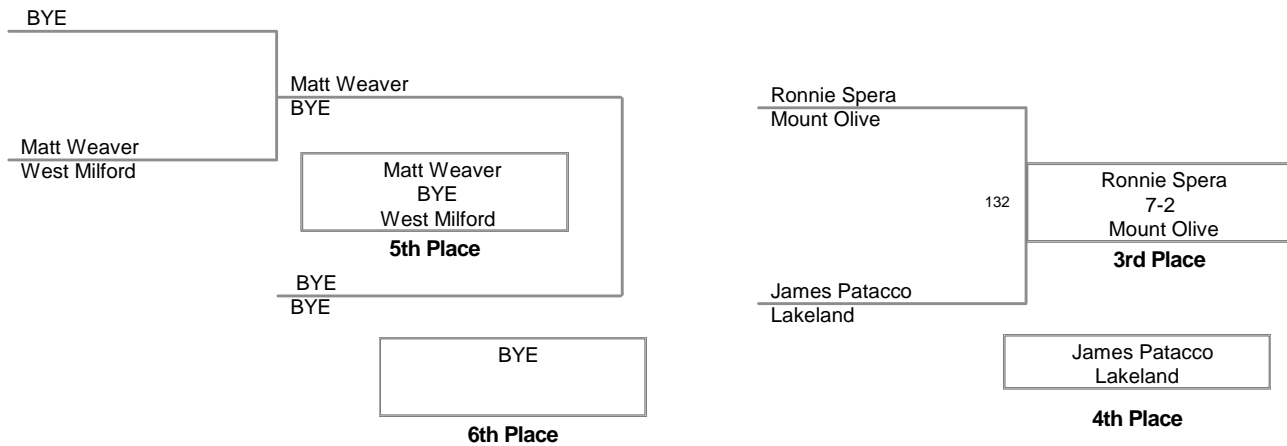 BYE
Matt Weaver
BYE
Matt Weaver
West Milford
Matt Weaver
BYE
West Milford
5th Place
BYE
BYE
BYE
6th Place
Ronnie Spera
Mount Olive
132
Ronnie Spera
7-2
Mount Olive
3rd Place
James Patacco
Lakeland
James Patacco
Lakeland
4th Place